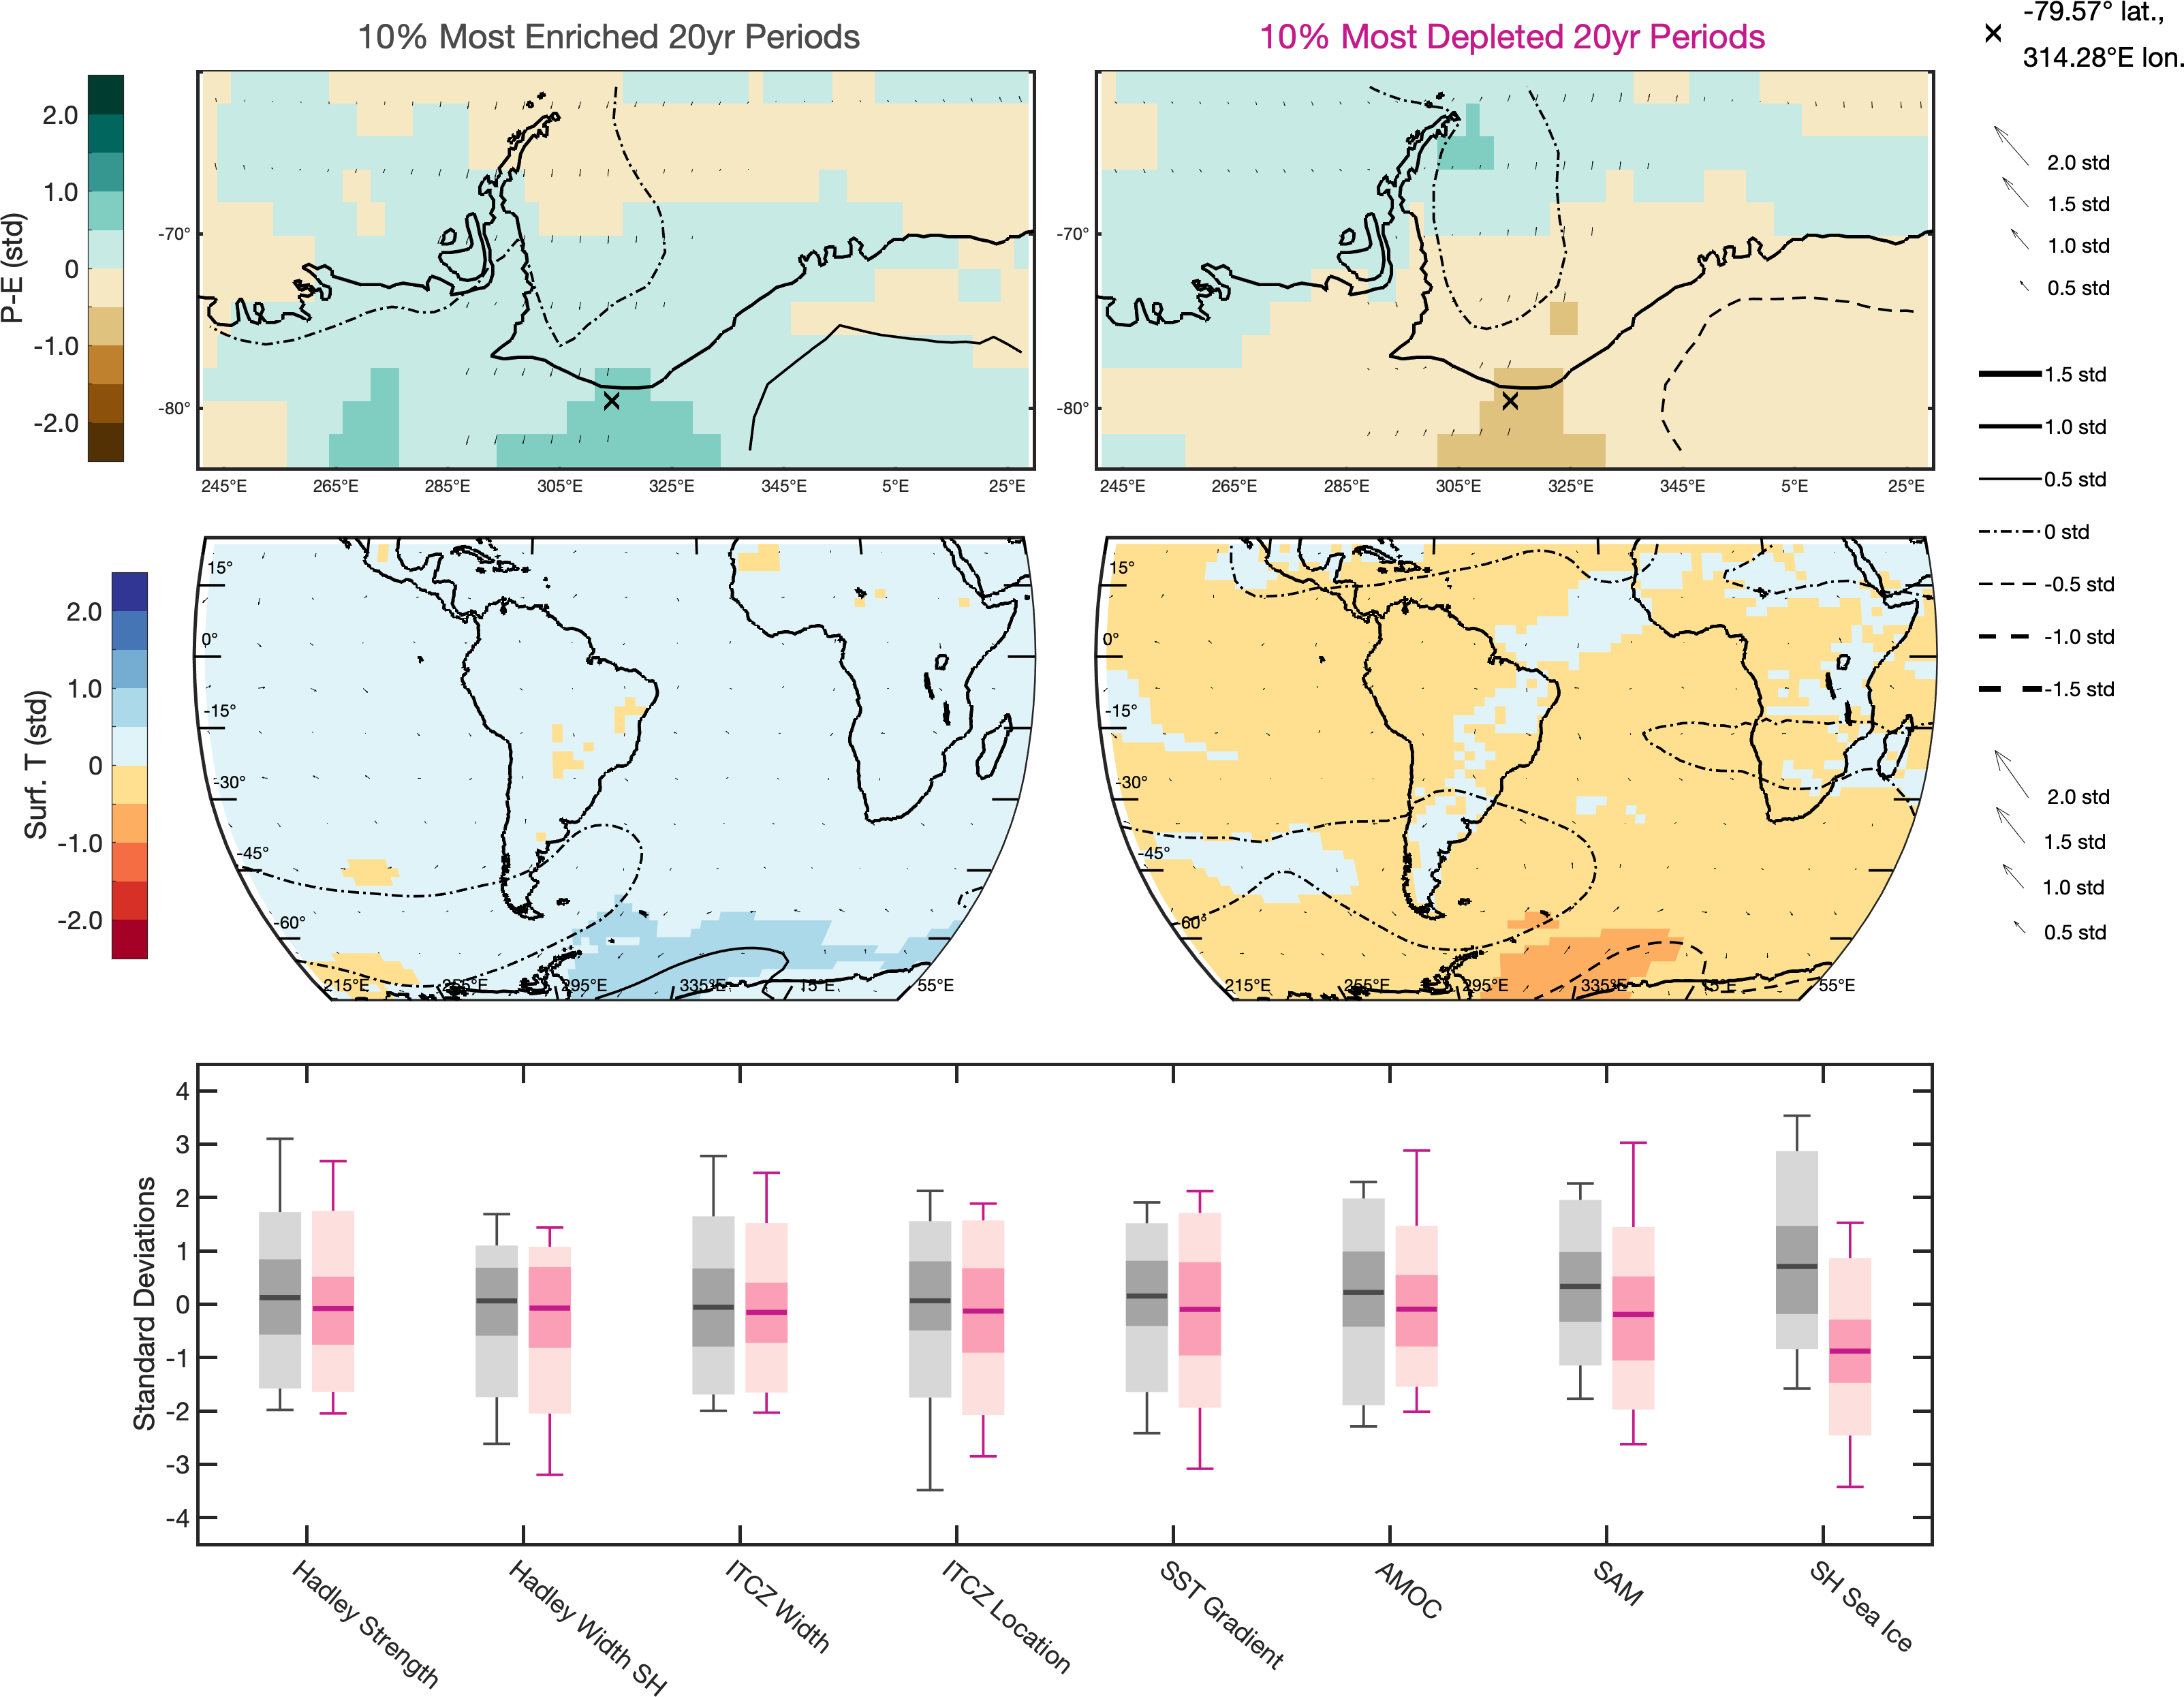 10% Most Enriched 20yr Periods
10% Most Depleted 20yr Periods
-79.57° lat.,
314.28°E lon.
P-E (std)
2.0
1.0
0
-1.0
-2.0
-70°
-80°
245°E 265°E 285°E 305°E 325°E 345°E 5°E 25°E
-70°
-80°
245°E 265°E 285°E 305°E 325°E 345°E 5°E 25°E
2.0 std
1.5 std
1.0 std
0.5 std
1.5 std
1.0 std
0.5 std
0 std
-0.5 std
-1.0 std
-1.5 std
Surf. T (std)
2.0
1.0
0
-1.0
-2.0
15°
0°
-15°
-30°
-45°
-60°
215°E 255°E 295°E 335°E 15°E 55°E
15°
0°
-15°
-30°
-45°
-60°
215°E 255°E 295°E 335°E 15°E 55°E
2.0 std
1.5 std
1.0 std
0.5 std
Standard Deviations
4
3
2
1
0
-1
-2
-3
-4
Hadley Strength
Hadley Width SH
ITCZ Width
ITCZ Location
SST Gradient
AMOC
SAM
SH Sea Ice